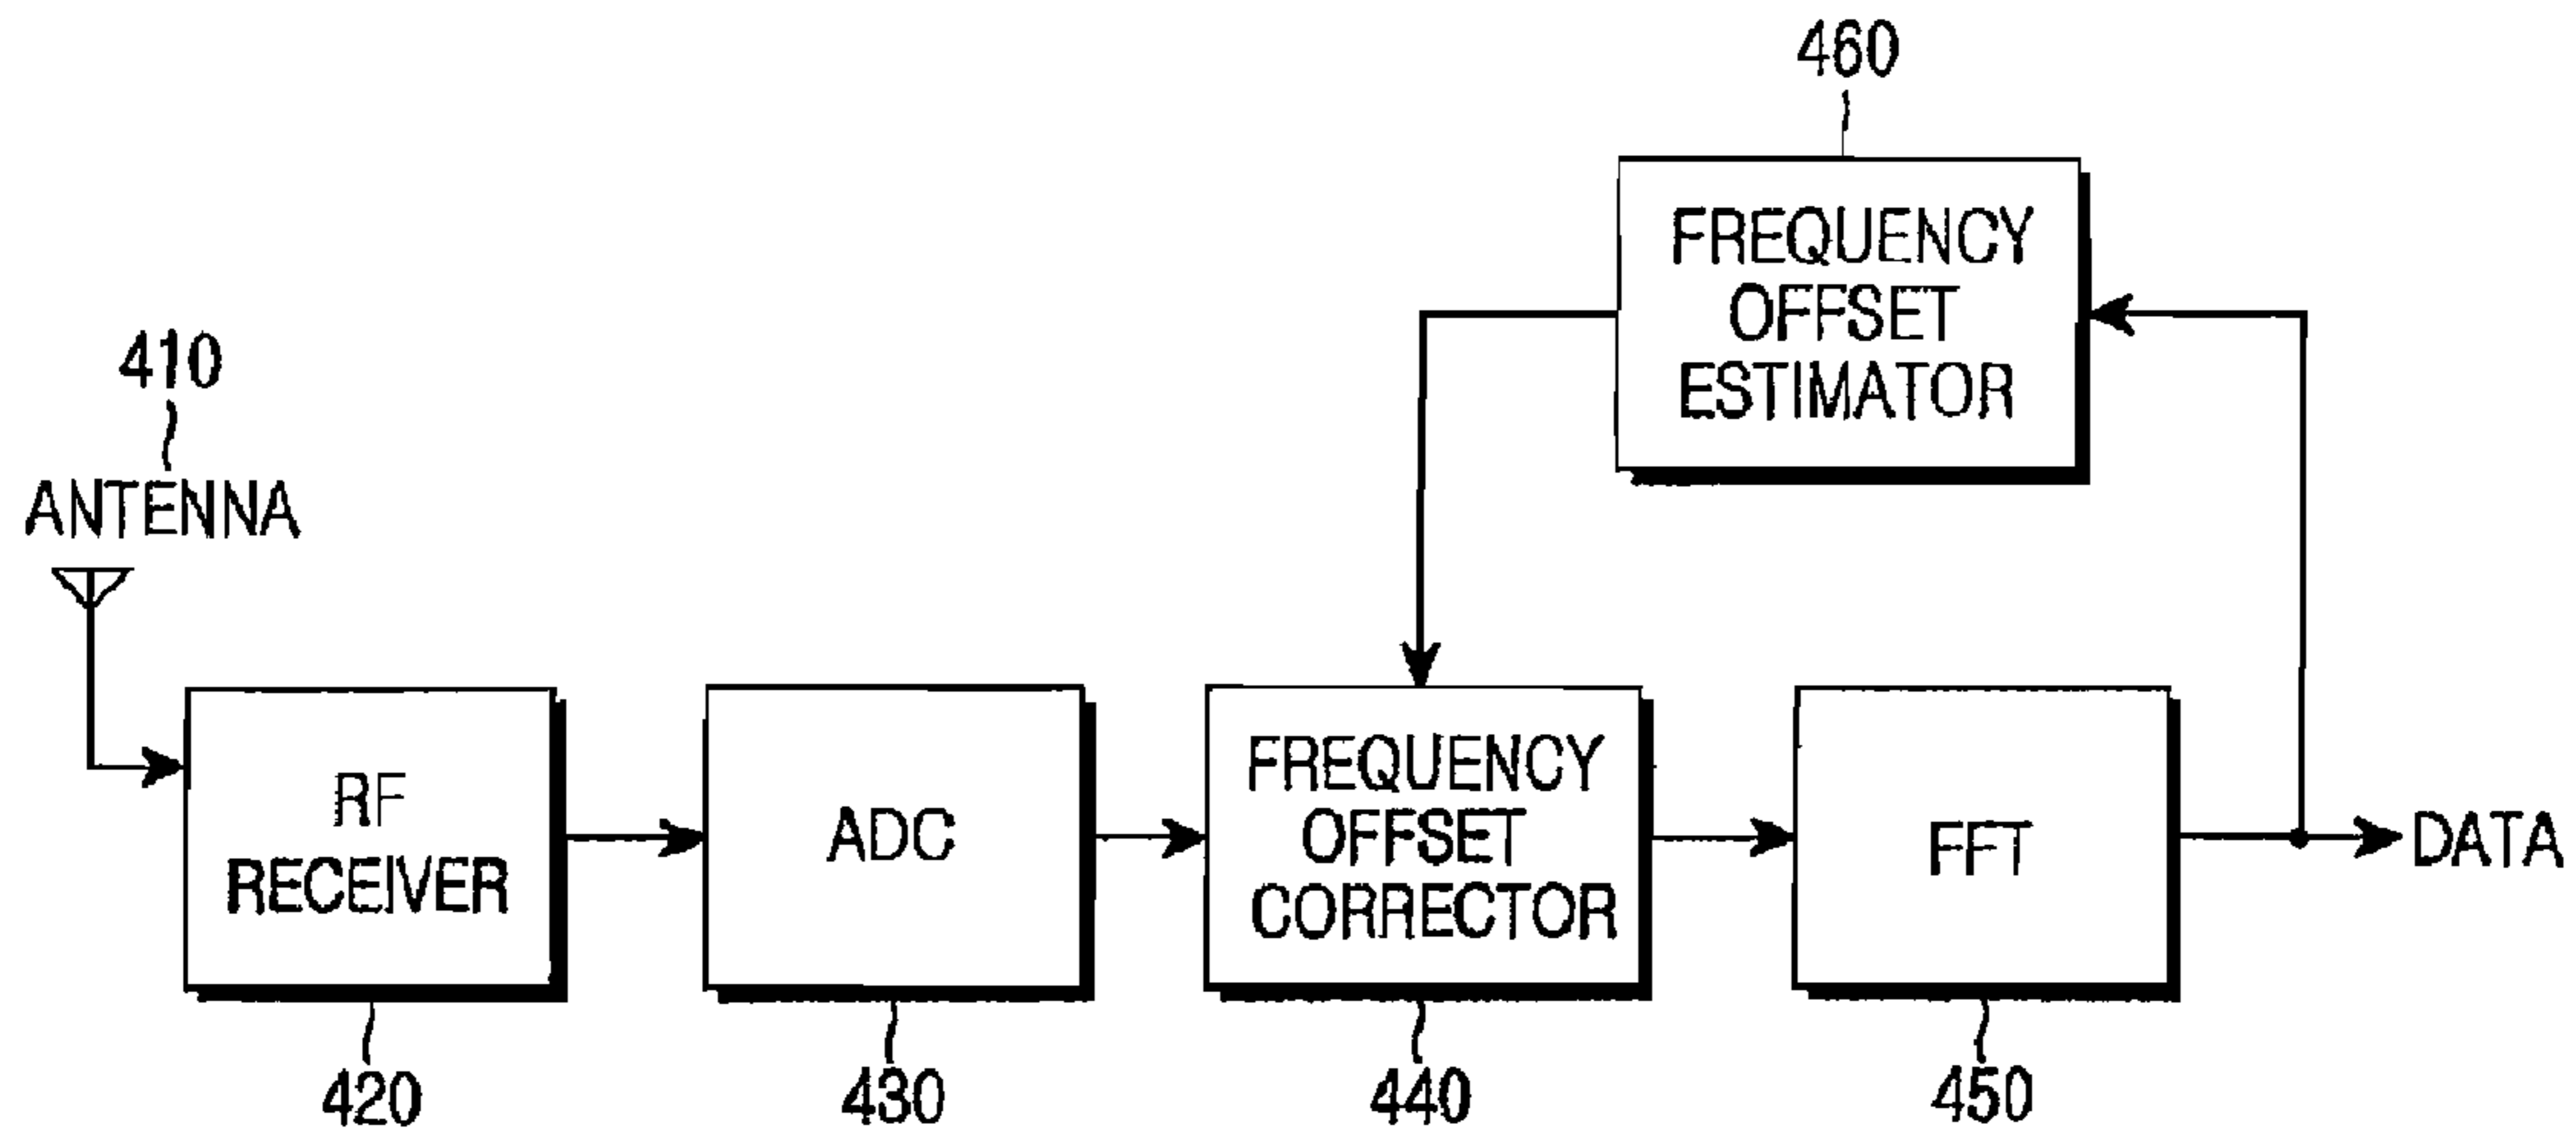 460
FREQUENCY
OFFSET
ESTIMATOR
410
ANTENNA
RF
RECEIVER
ADC
FREQUENCY
OFFSET
CORRECTOR
FFT
DATA
420
430
440
450